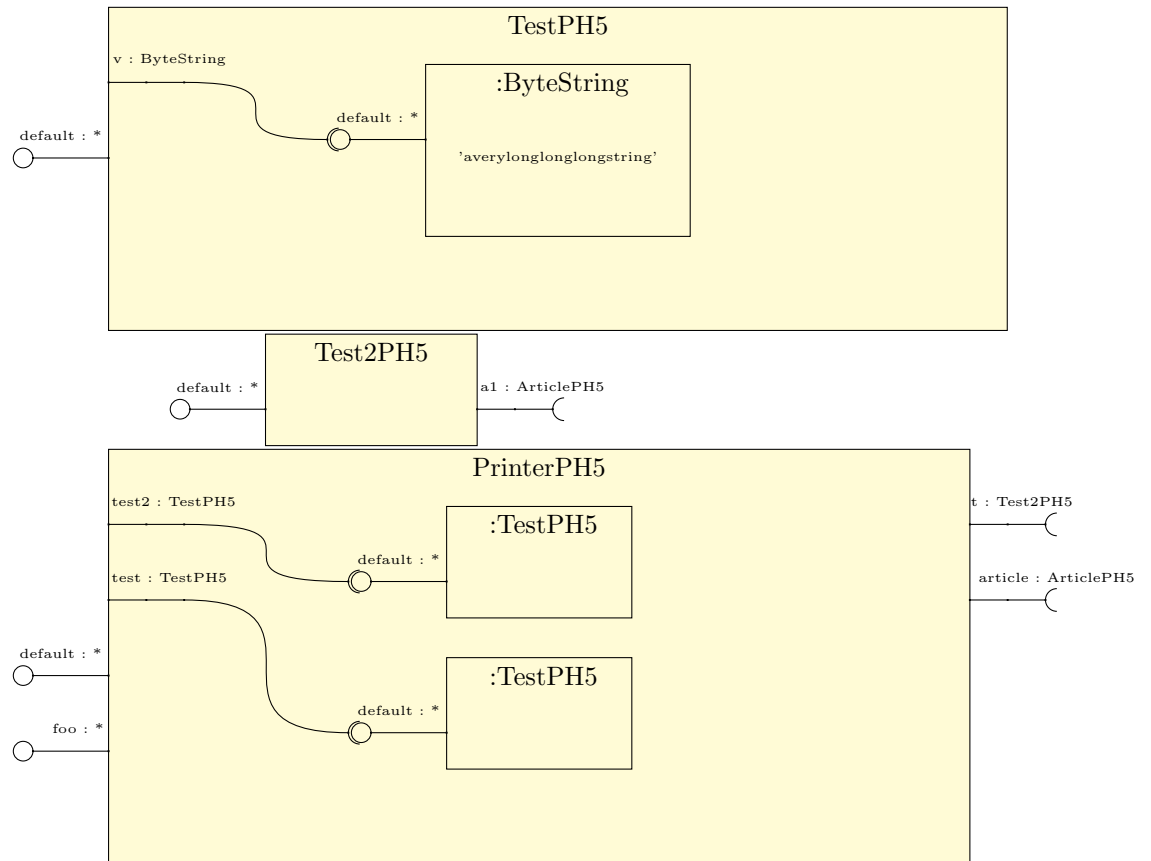 TestPH5
v : ByteString
:ByteString
default : *
default : *
'averylonglonglongstring'
Test2PH5
default : *
a1 : ArticlePH5
PrinterPH5
test2 : TestPH5
t : Test2PH5
:TestPH5
default : *
test : TestPH5
article : ArticlePH5
default : *
:TestPH5
default : *
foo : *